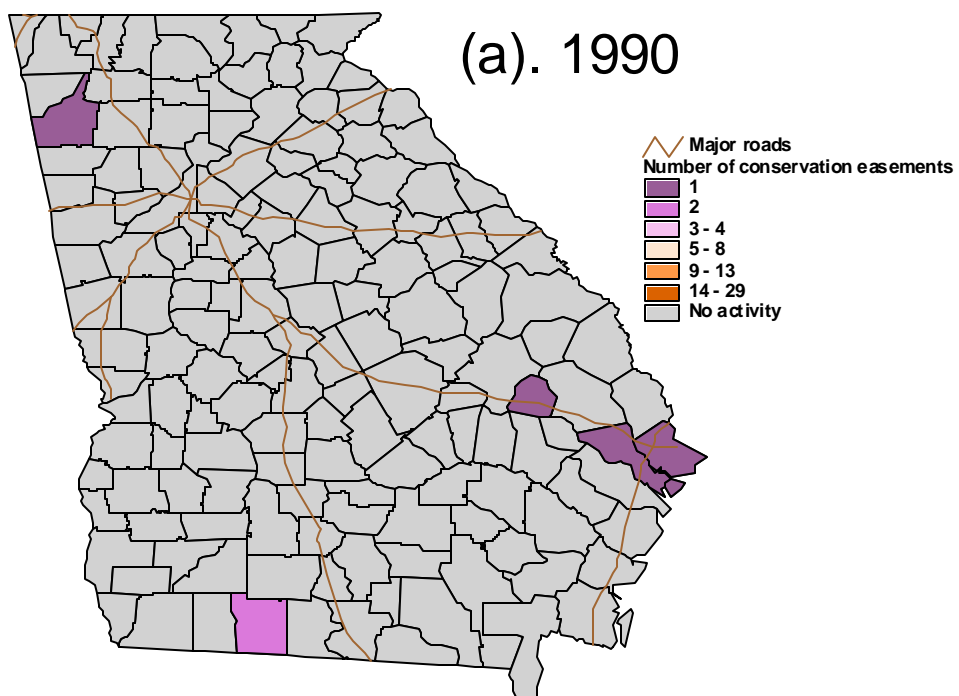 (a). 1990
Major roads
Number of conservation easements
1
2
3 - 4
5 - 8
9 - 13
14 - 29
No activity